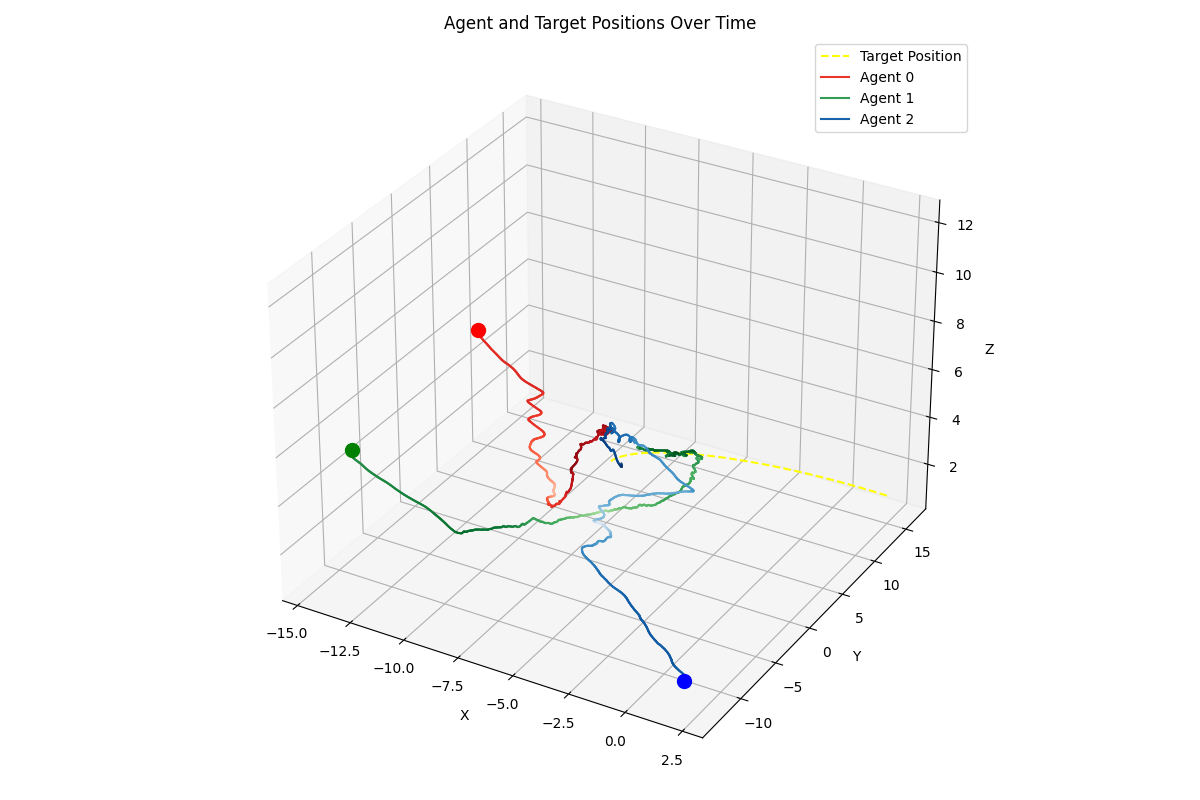 Agent and Target Positions Over Time
Target Position
Agent 0
Agent 1
Agent 2
12
10
8
6
4
2
Z
15
10
5
0
−5
−10
Y
−15.0
−12.5
−10.0
−7.5
−5.0
−2.5
0.0
2.5
X